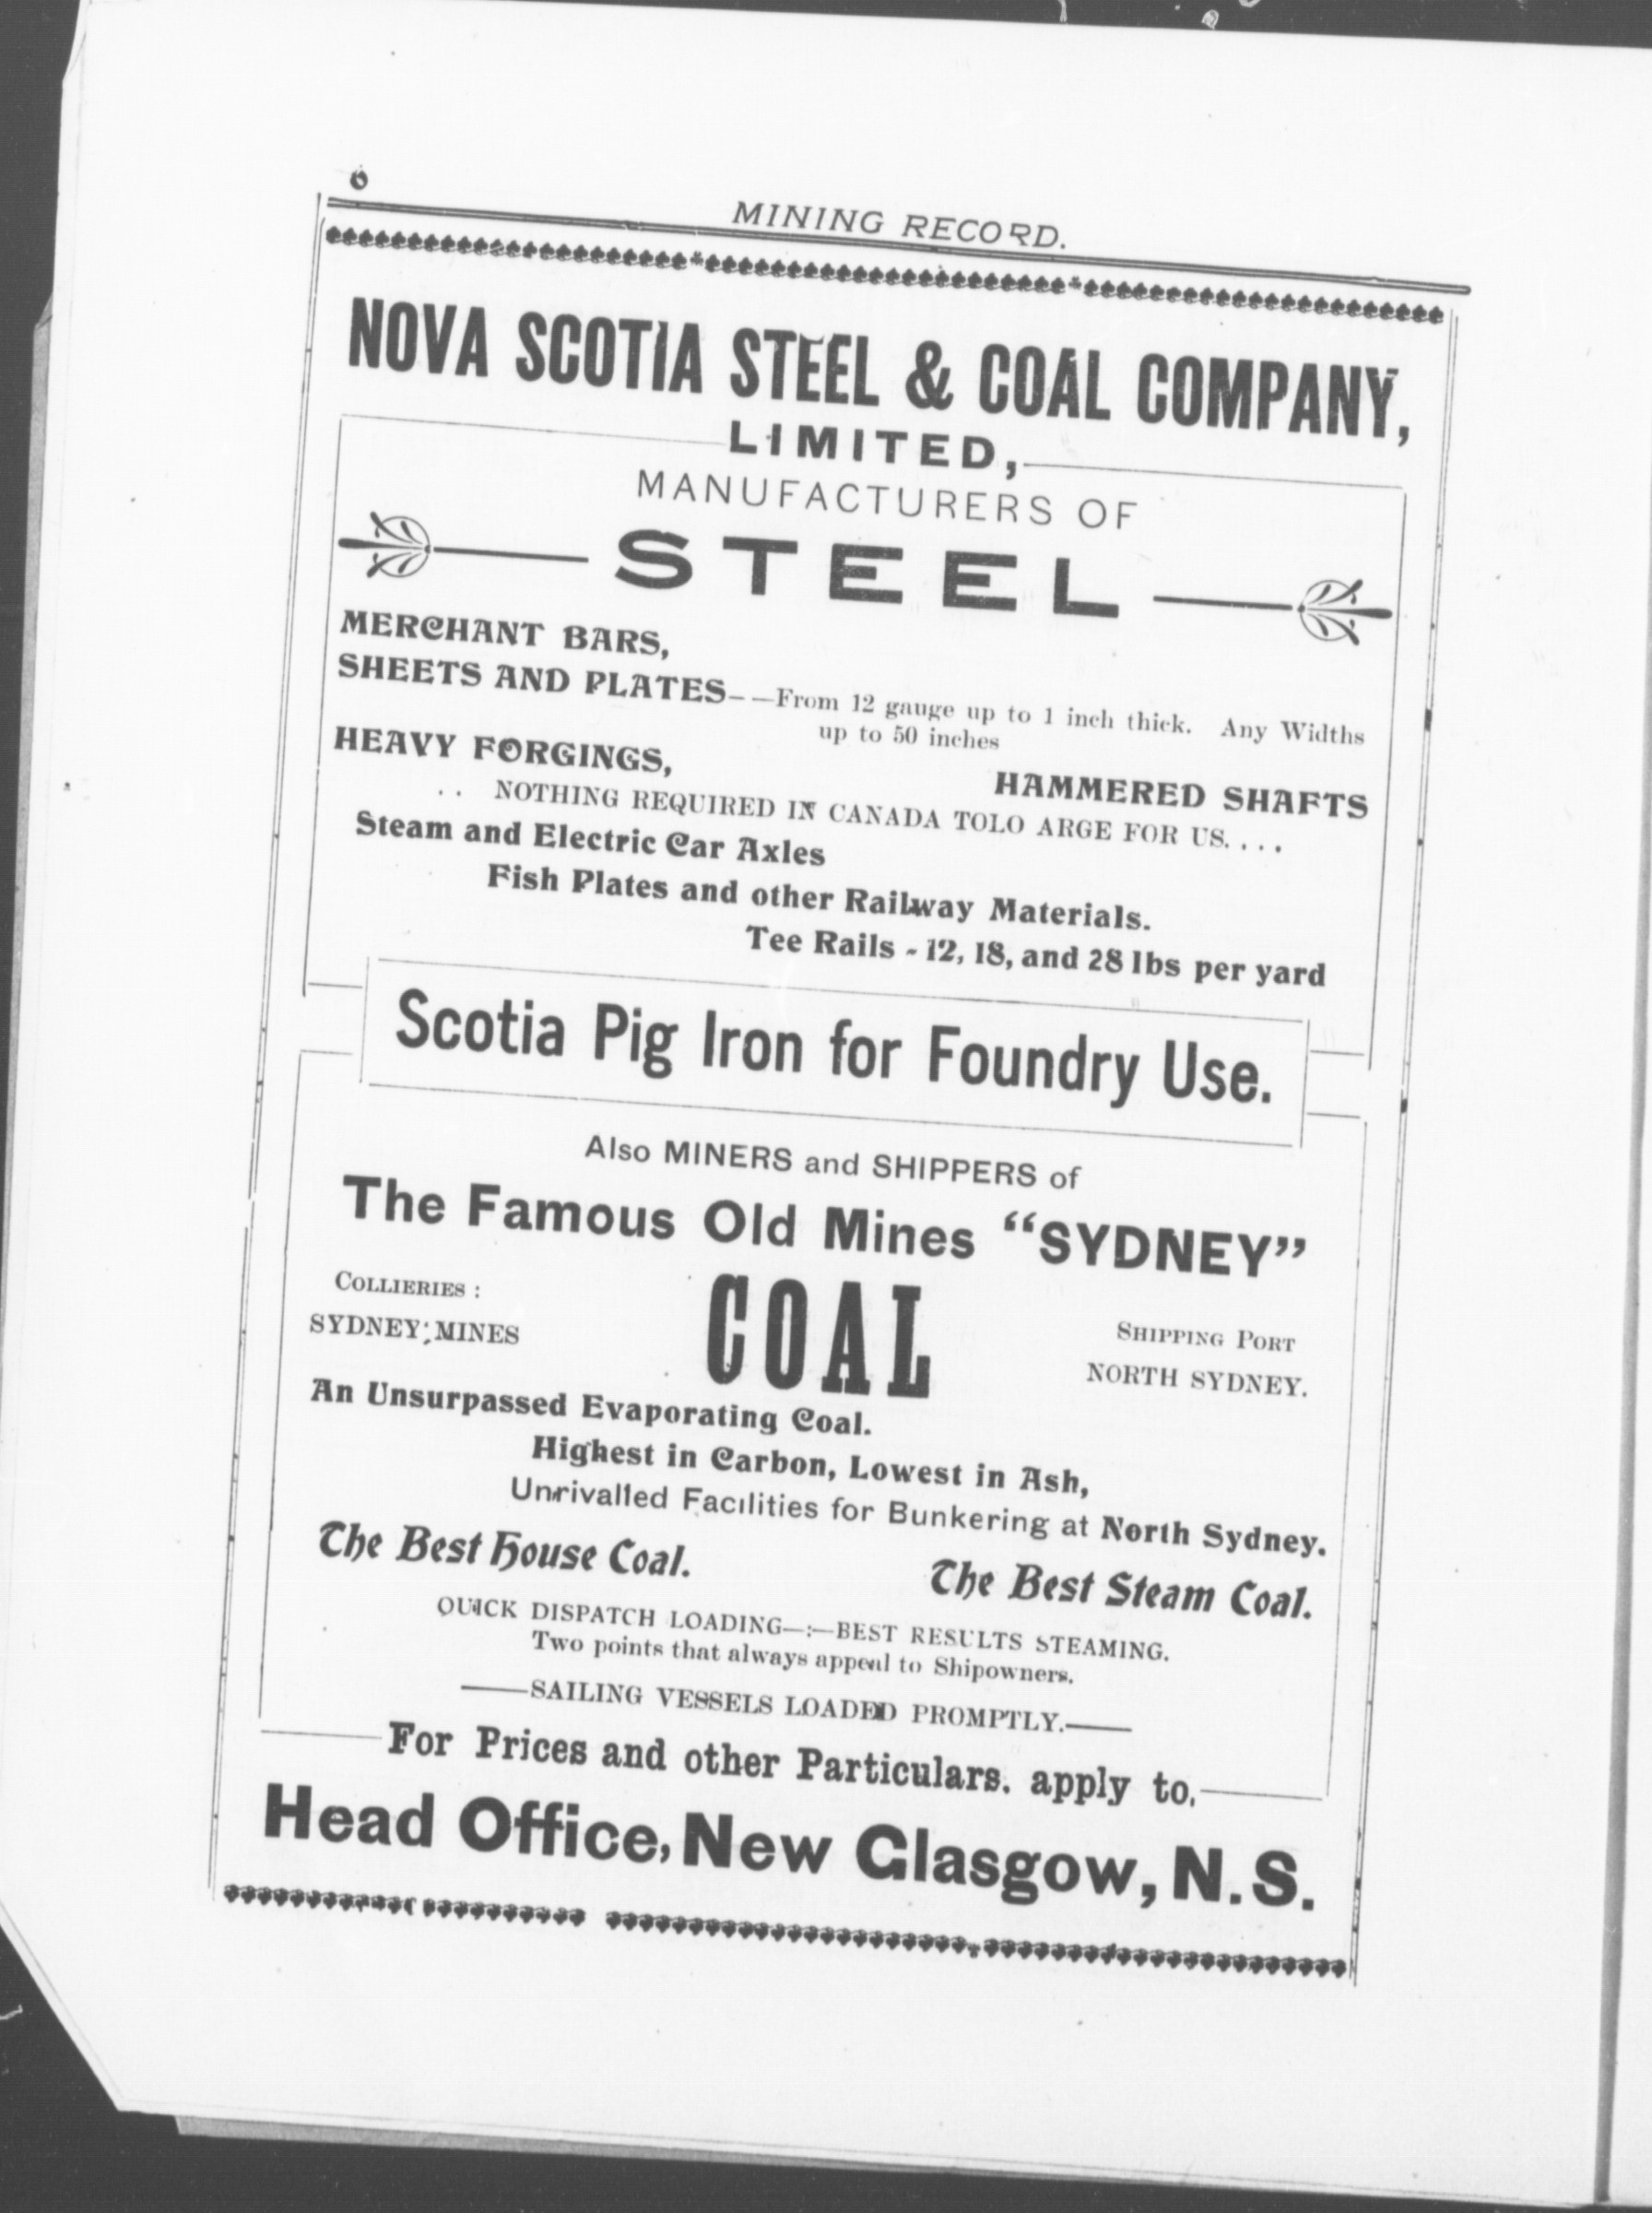 6
MINING RECORD.
NOVA SCOTIA STEEL & COAL COMPANY,
LIMITED,
MANUFACTURERS OF
STEEL
MERCHANT BARS,
SHEETS AND PLATES--—From 12 gauge up to 1 inch thick. Any Widths
up to 50 inches
HEAVY FORGINGS,
HAMMERED SHAFTS
.. NOTHING REQUIRED IN CANADA TOLO ARGE FOR US....
Steam and Electric Car Axles
Fish Plates and other Railway Materials.
Tee Rails - 12, 18, and 28 lbs per yard
Scotia Pig Iron for Foundry Use.
Also MINERS and SHIPPERS of
The Famous Old Mines “SYDNEY”
COLLIERIES :
SYDNEY MINES
COAL
SHIPPING PORT
NORTH SYDNEY.
An Unsurpassed Evaporating Coal.
Highest in Carbon, Lowest in Ash,
Unrivalled Facilities for Bunkering at North Sydney.
The Best House Coal.
The Best Steam Coal.
QUICK DISPATCH LOADING—:—BEST RESULTS STEAMING.
Two points that always appeal to Shipowners.
——SAILING VESSELS LOADED PROMPTLY.——
For Prices and other Particulars. apply to,
Head Office, New Glasgow, N.S.